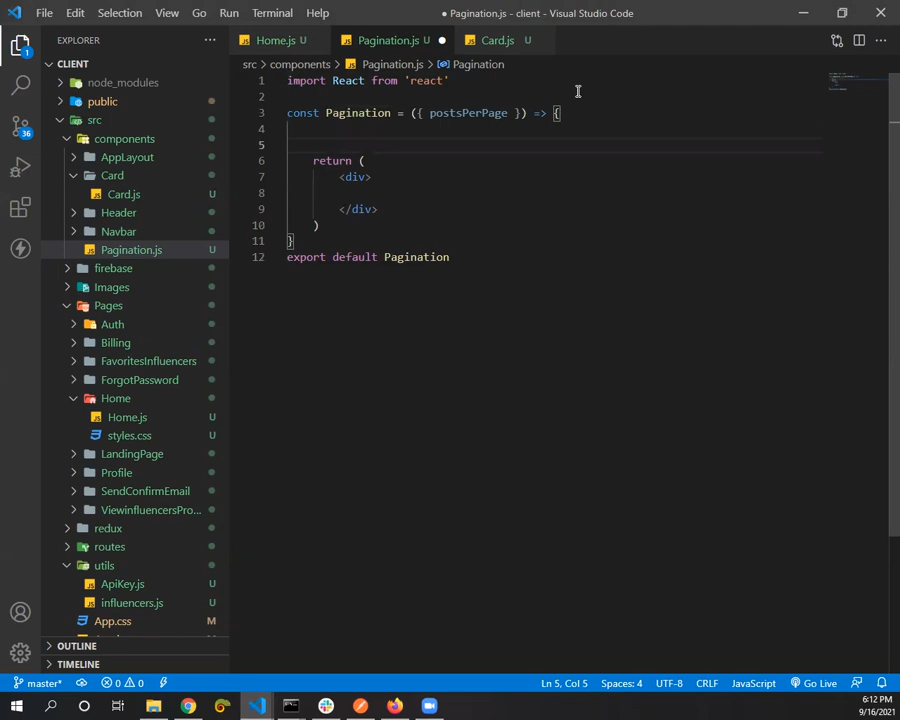 File Edit Selection View Go Run Terminal Help
● Pagination.js - client - Visual Studio Code
EXPLORER
CLIENT
node_modules
public
src
components
AppLayout
Card
Card.js U
Header
Navbar
Pagination.js U
firebase
Images
Pages
Auth
Billing
FavoritesInfluencers
ForgotPassword
Home
Home.js U
styles.css U
LandingPage
Profile
SendConfirmEmail
ViewinfluencersPro...
redux
routes
utils
ApiKey.js U
influencers.js U
App.css M
OUTLINE
TIMELINE
1
36
Home.js U Pagination.js U ● Card.js U
src > components > Pagination.js > Pagination
1 import React from 'react'
2
3 const Pagination = ({ postsPerPage }) => {
4
5
6 return (
7 <div>
8
9 </div>
10 )
11 }
12 export default Pagination
master* 0 0 Ln 5, Col 5 Spaces: 4 UTF-8 CRLF JavaScript Go Live
6:12 PM
9/16/2021